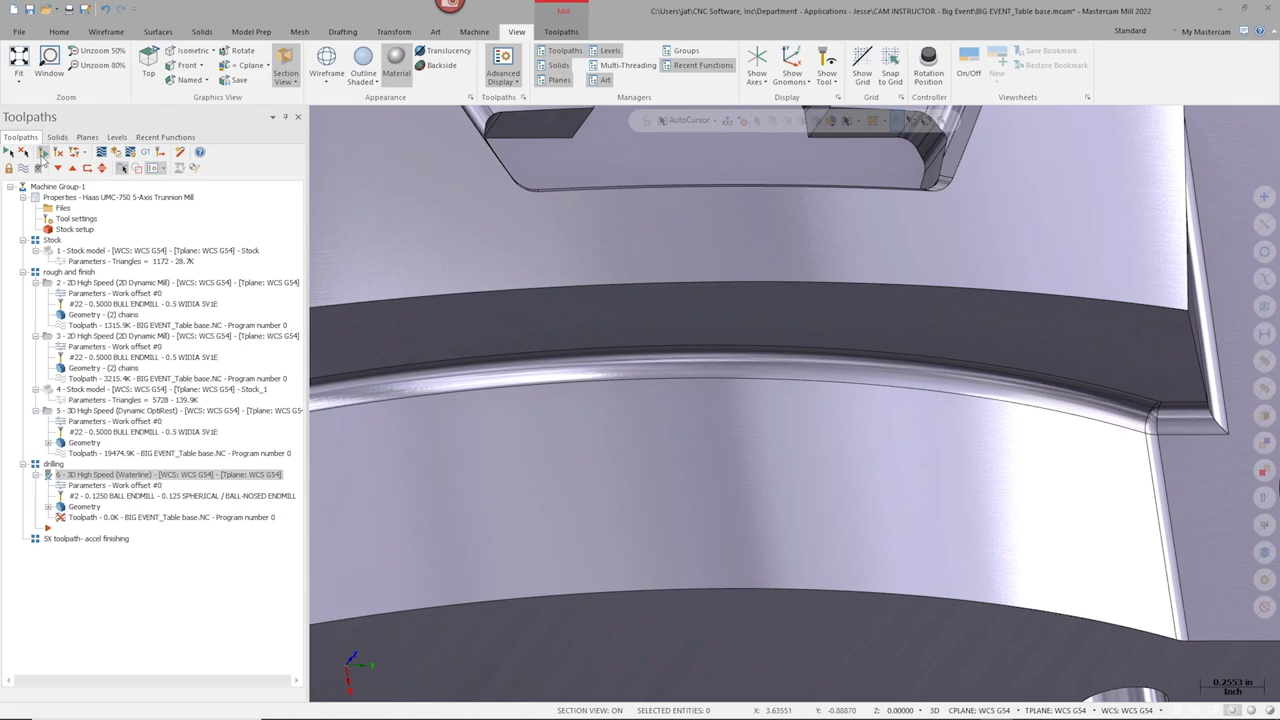 C:\Users\jat\CNC Software, Inc\Department - Applications - Jesse\CAM INSTRUCTOR - Big Event\BIG EVENT_Table base.mcam* - Mastercam Mill 2022
Mill
File Home Wireframe Surfaces Solids Model Prep Mesh Drafting Transform Art Machine View Toolpaths
Standard My Mastercam
Fit
Window
Unzoom 50%
Unzoom 80%
Zoom
Top
Isometric
Front
Named
Rotate
= Cplane
Save
Section View
Graphics View
Wireframe
Outline Shaded
Material
Translucency
Backside
Appearance
Advanced Display
Toolpaths
Toolpaths
Solids
Planes
Levels
Multi-Threading
Art
Groups
Recent Functions
Managers
Show Axes
Show Gnomons
Show Tool
Display
Show Grid
Snap to Grid
Grid
Rotation Position
Controller
On/Off
New
Save Bookmark
Restore Bookmark
Viewsheets
Toolpaths
Toolpaths Solids Planes Levels Recent Functions
G1
AutoCursor
Machine Group-1
Properties - Haas UMC-750 5-Axis Trunnion Mill
Files
Tool settings
Stock setup
Stock
1 - Stock model - [WCS: WCS G54] - [Tplane: WCS G54] - Stock
Parameters - Triangles = 1172 - 28.7K
rough and finish
2 - 2D High Speed (2D Dynamic Mill) - [WCS: WCS G54] - [Tplane: WCS G54]
Parameters - Work offset #0
#22 - 0.5000 BULL ENDMILL - 0.5 WIDIA 5V1E
Geometry - (2) chains
Toolpath - 1315.9K - BIG EVENT_Table base.NC - Program number 0
3 - 2D High Speed (2D Dynamic Mill) - [WCS: WCS G54] - [Tplane: WCS G54]
Parameters - Work offset #0
#22 - 0.5000 BULL ENDMILL - 0.5 WIDIA 5V1E
Geometry - (2) chains
Toolpath - 3215.4K - BIG EVENT_Table base.NC - Program number 0
4 - Stock model - [WCS: WCS G54] - [Tplane: WCS G54] - Stock_1
Parameters - Triangles = 5728 - 139.9K
5 - 3D High Speed (Dynamic OptiRest) - [WCS: WCS G54] - [Tplane: WCS G54
Parameters - Work offset #0
#22 - 0.5000 BULL ENDMILL - 0.5 WIDIA 5V1E
Geometry
Toolpath - 19474.9K - BIG EVENT_Table base.NC - Program number 0
drilling
6 - 3D High Speed (Waterline) - [WCS: WCS G54] - [Tplane: WCS G54]
Parameters - Work offset #0
#2 - 0.1250 BALL ENDMILL - 0.125 SPHERICAL / BALL-NOSED ENDMILL
Geometry
Toolpath - 0.0K - BIG EVENT_Table base.NC - Program number 0
5X toolpath- accel finishing
Z
Y
X
0.2553 in
Inch
SECTION VIEW: ON SELECTED ENTITIES: 0 X: 3.63551 Y: -0.88870 Z: 0.00000 3D CPLANE: WCS G54 TPLANE: WCS G54 WCS: WCS G54